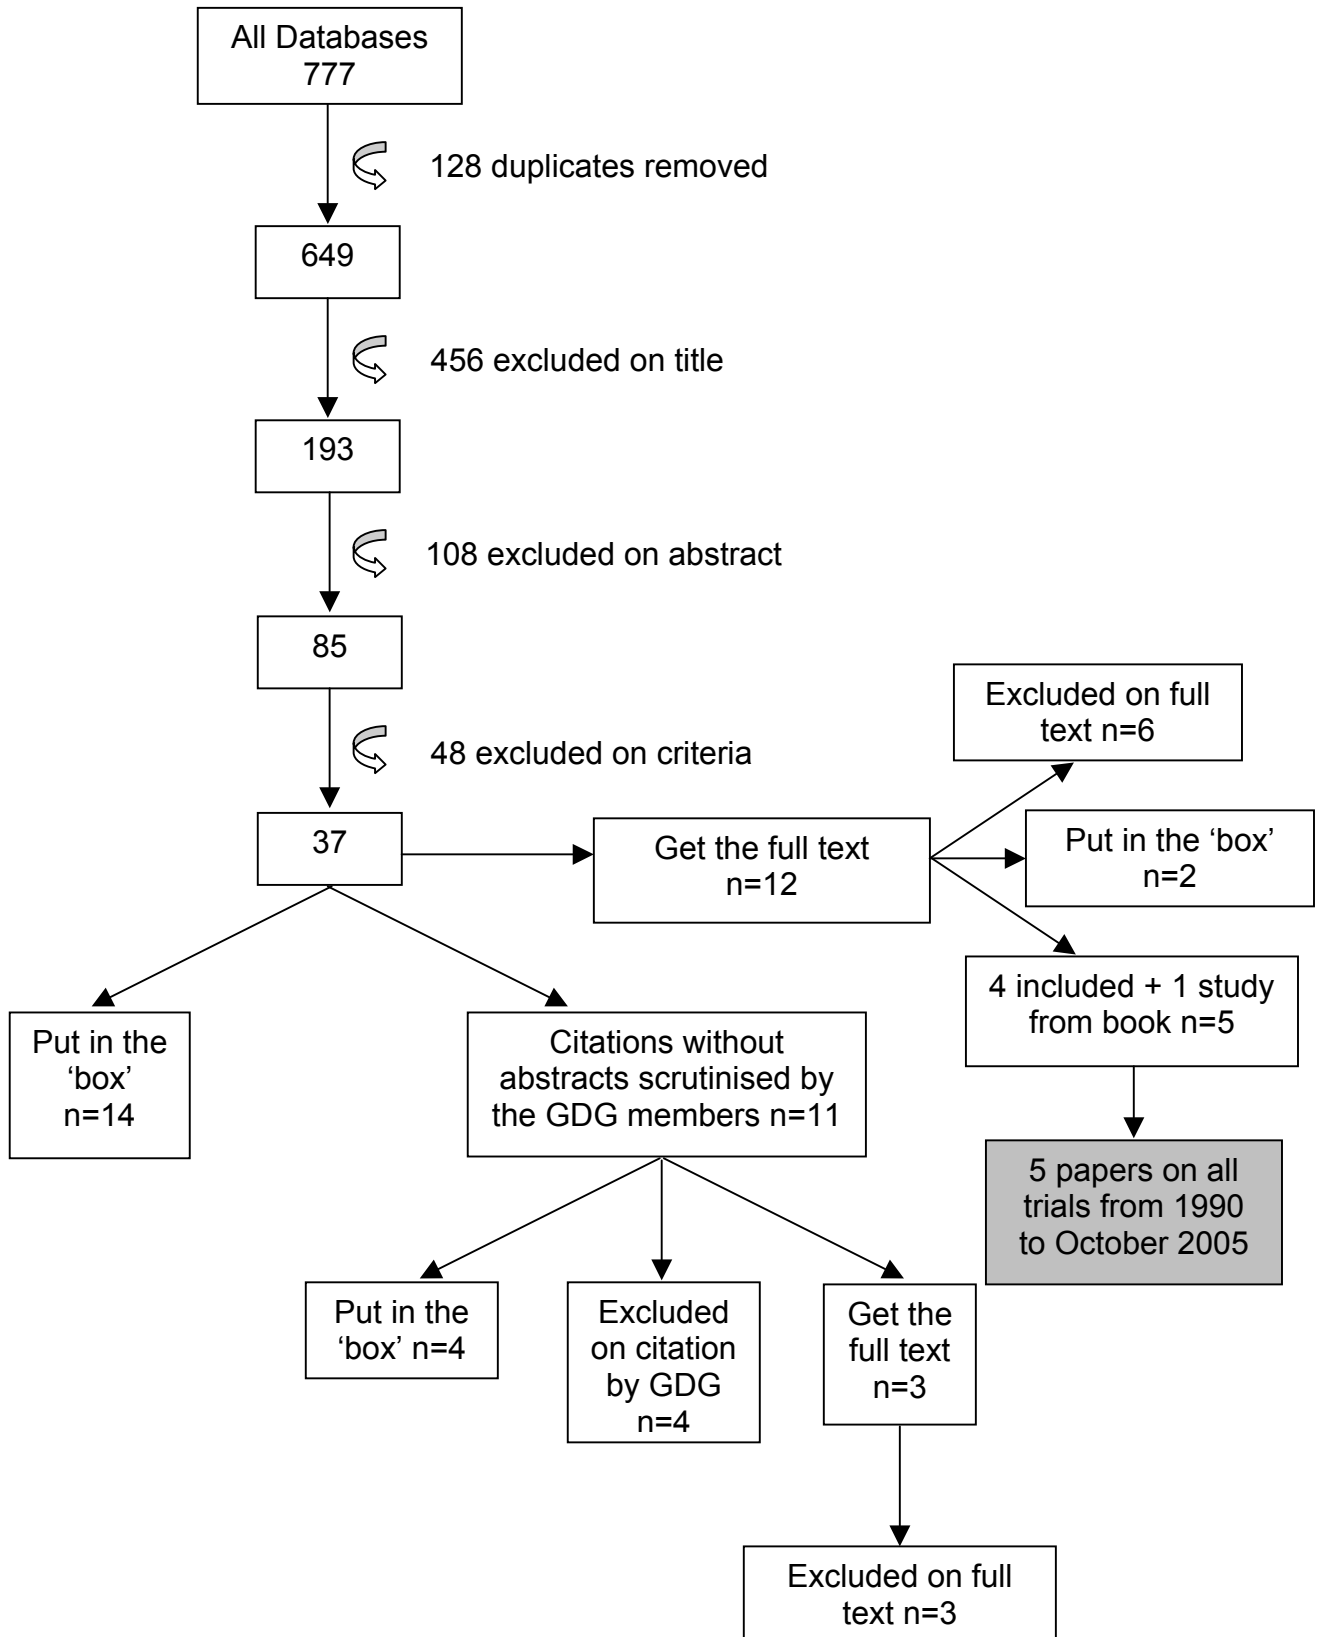 All Databases
777
128 duplicates removed
649
456 excluded on title
193
108 excluded on abstract
85
48 excluded on criteria
37
Get the full text
n=12
Excluded on full
text n=6
Put in the ‘box’
n=2
4 included + 1 study
from book n=5
5 papers on all
trials from 1990
to October 2005
Put in the
‘box’
n=14
Citations without
abstracts scrutinised by
the GDG members n=11
Put in the
‘box’ n=4
Excluded
on citation
by GDG
n=4
Get the
full text
n=3
Excluded on full
text n=3